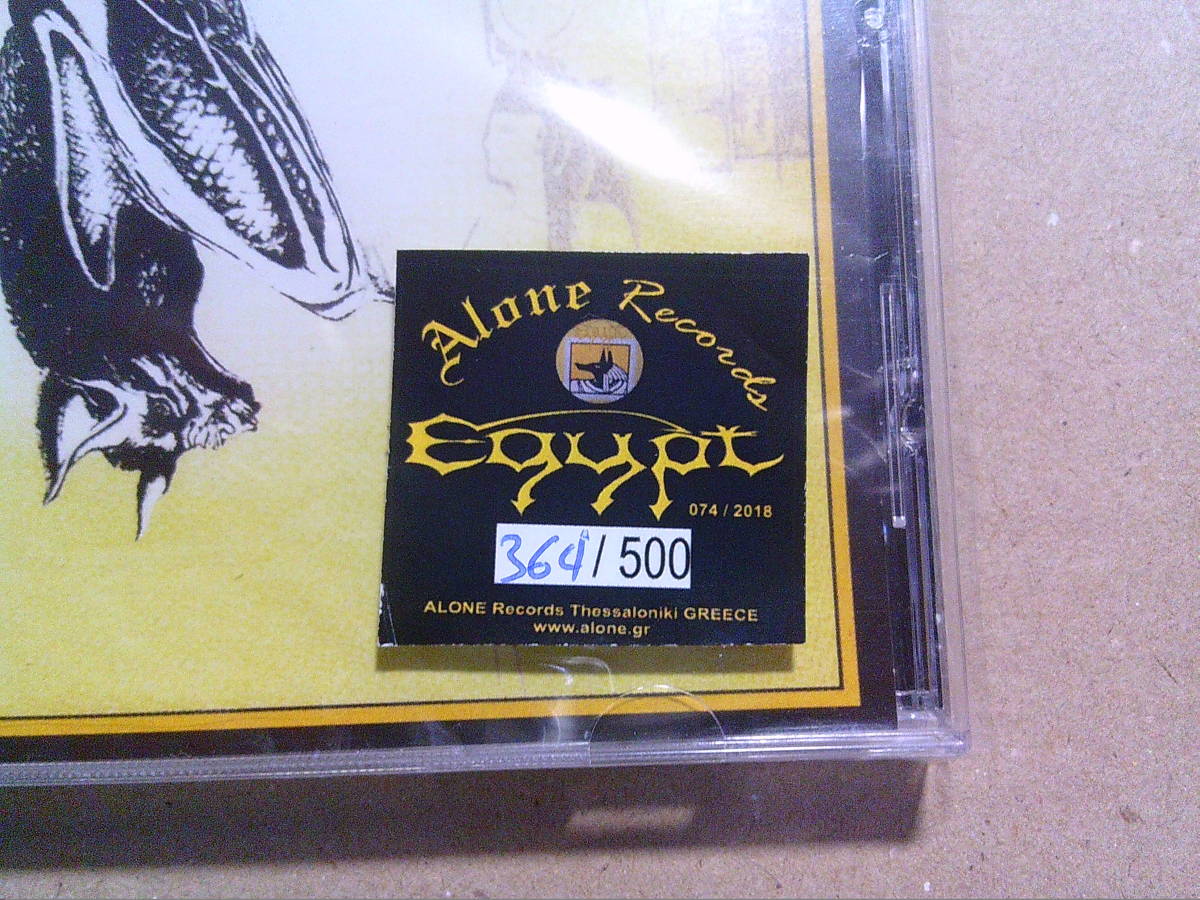 Alone Records
Egypt
074 / 2018
364 / 500
ALONE Records Thessaloniki GREECE
www.alone.gr